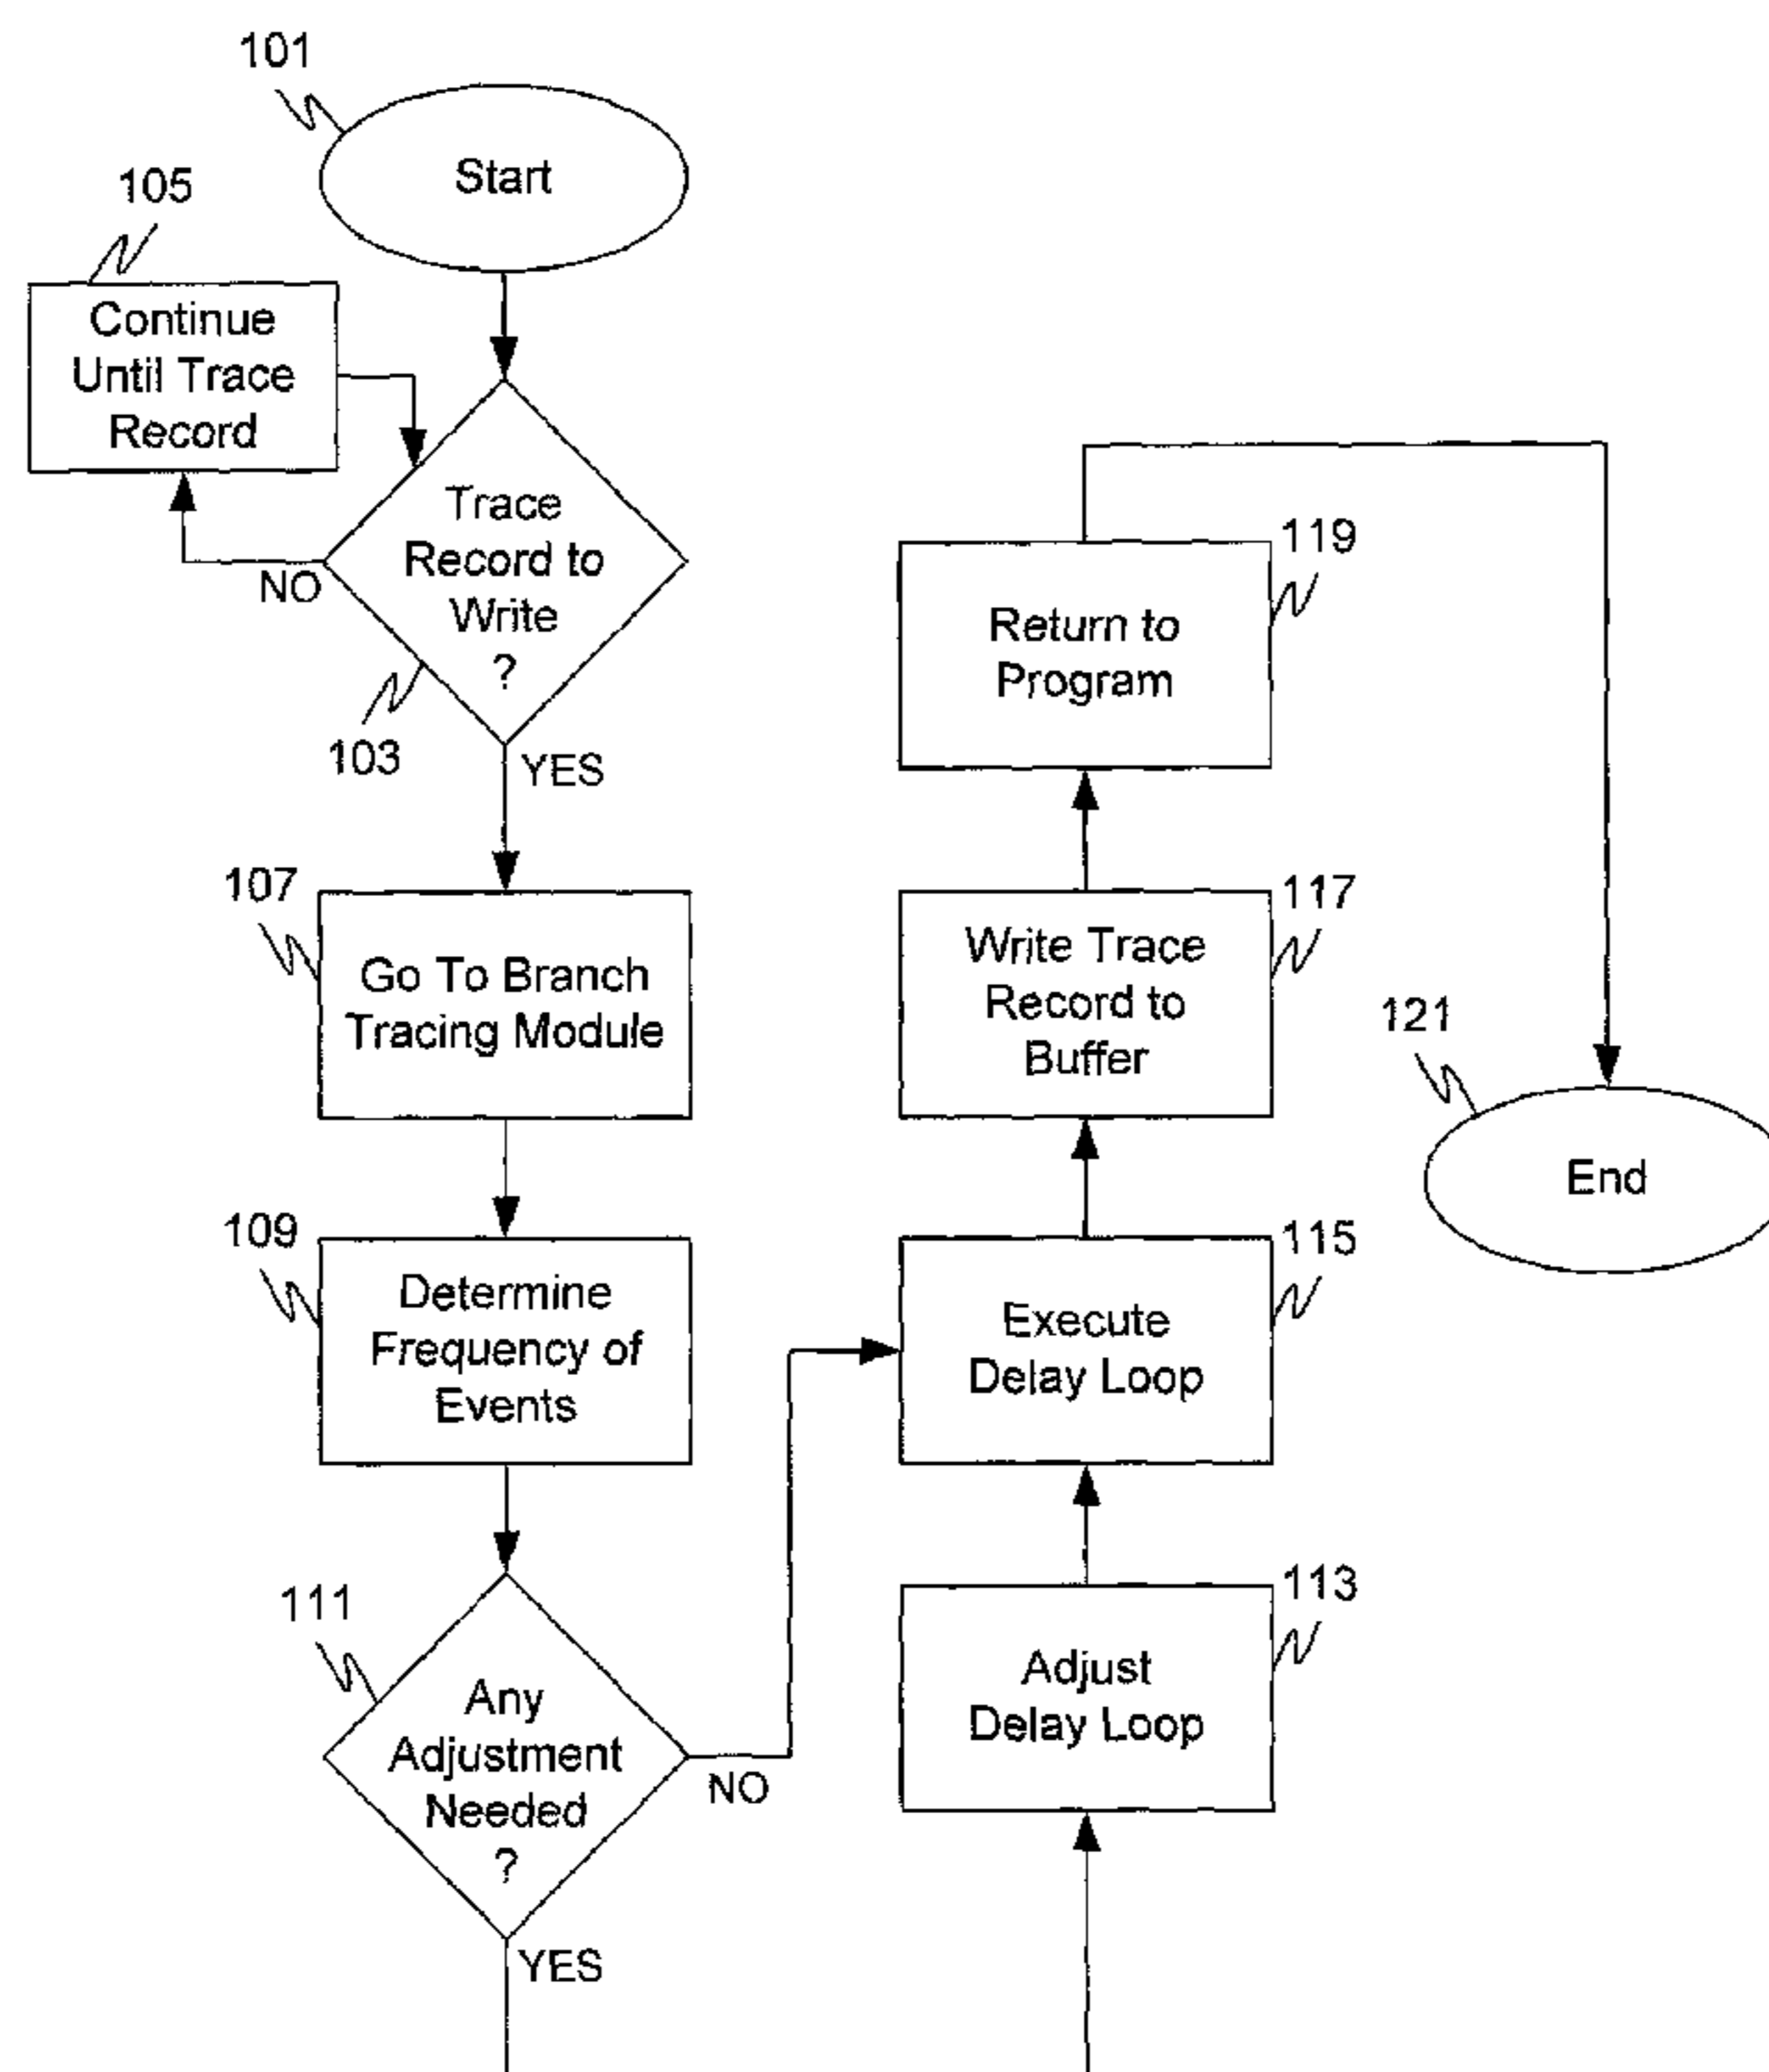 101
Start
105
Continue
Until Trace
Record
Trace
Record to
Write
?
NO
103
YES
107
Go To Branch
Tracing Module
109
Determine
Frequency of
Events
111
Any
Adjustment
Needed
?
NO
YES
119
Return to
Program
117
Write Trace
Record to
Buffer
115
Execute
Delay Loop
113
Adjust
Delay Loop
121
End